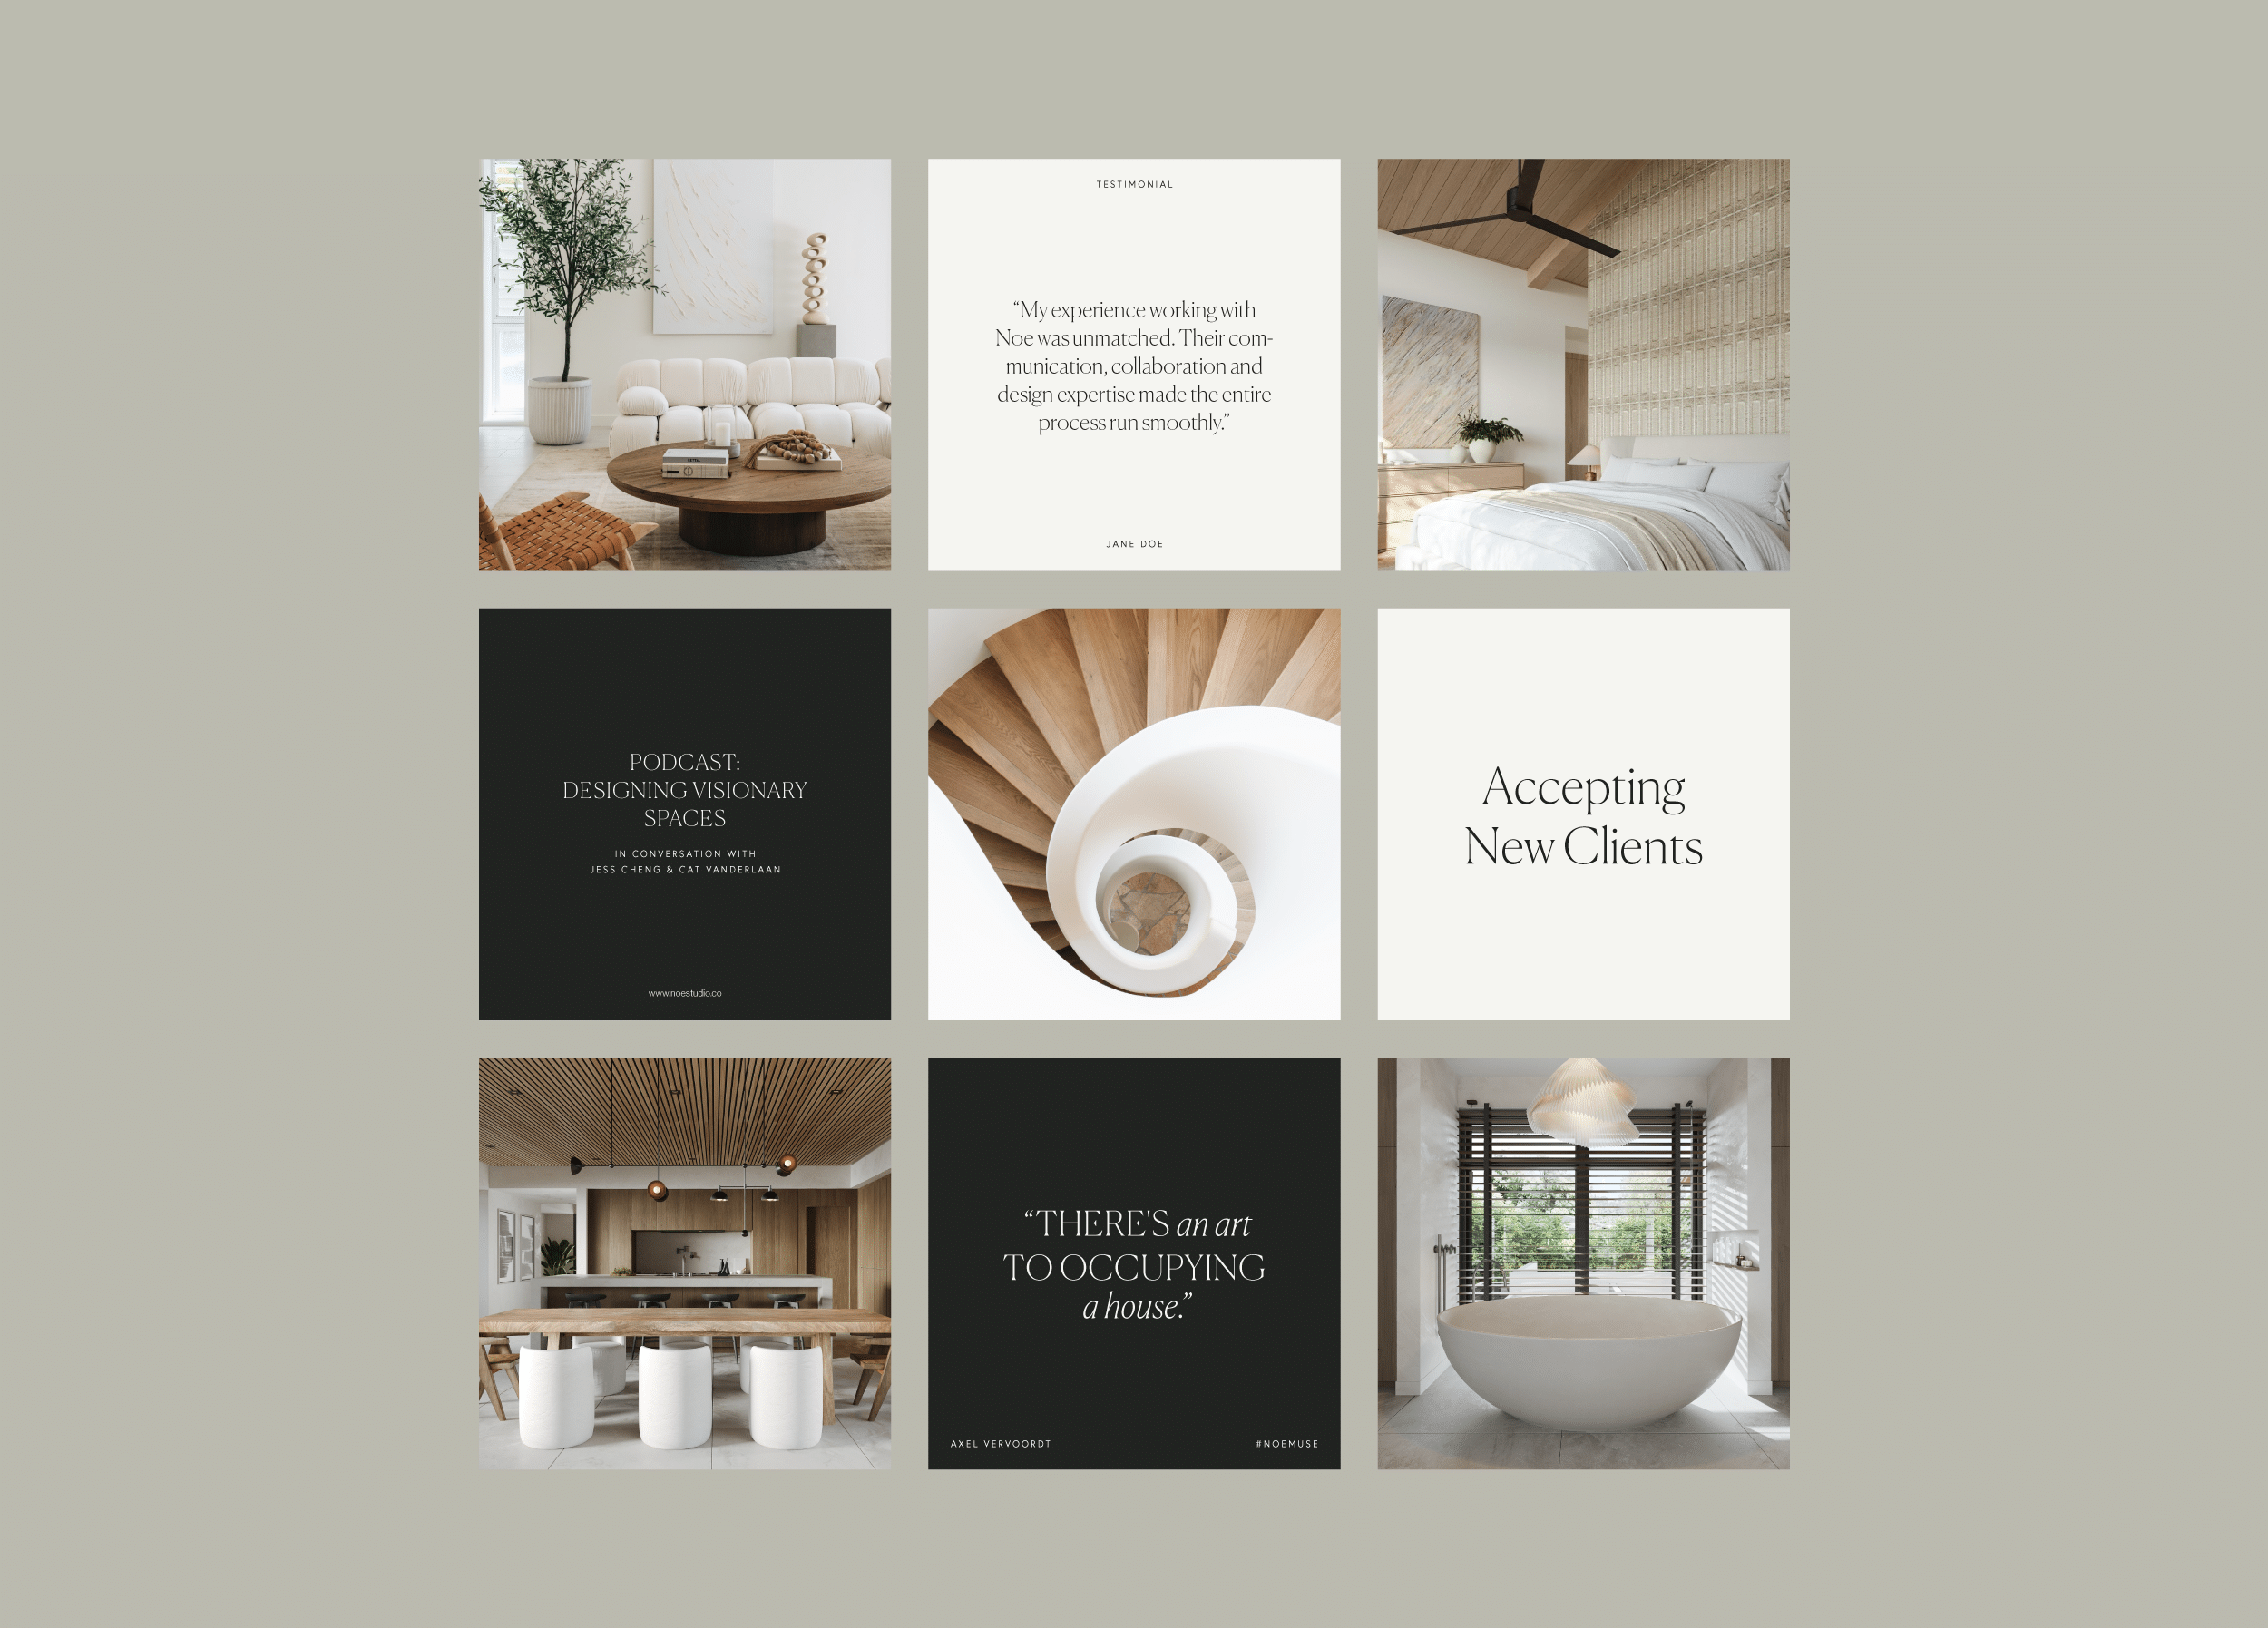 TESTIMONIAL
“My experience working with
Noe was unmatched. Their com-
munication, collaboration and
design expertise made the entire
process run smoothly.”
JANE DOE
PODCAST:
DESIGNING VISIONARY
SPACES
IN CONVERSATION WITH
JESS CHENG & CAT VANDERLAAN
www.noestudio.co
Accepting
New Clients
“THERE'S an art
TO OCCUPYING
a house.”
AXEL VERVOORDT
#NOEMUSE